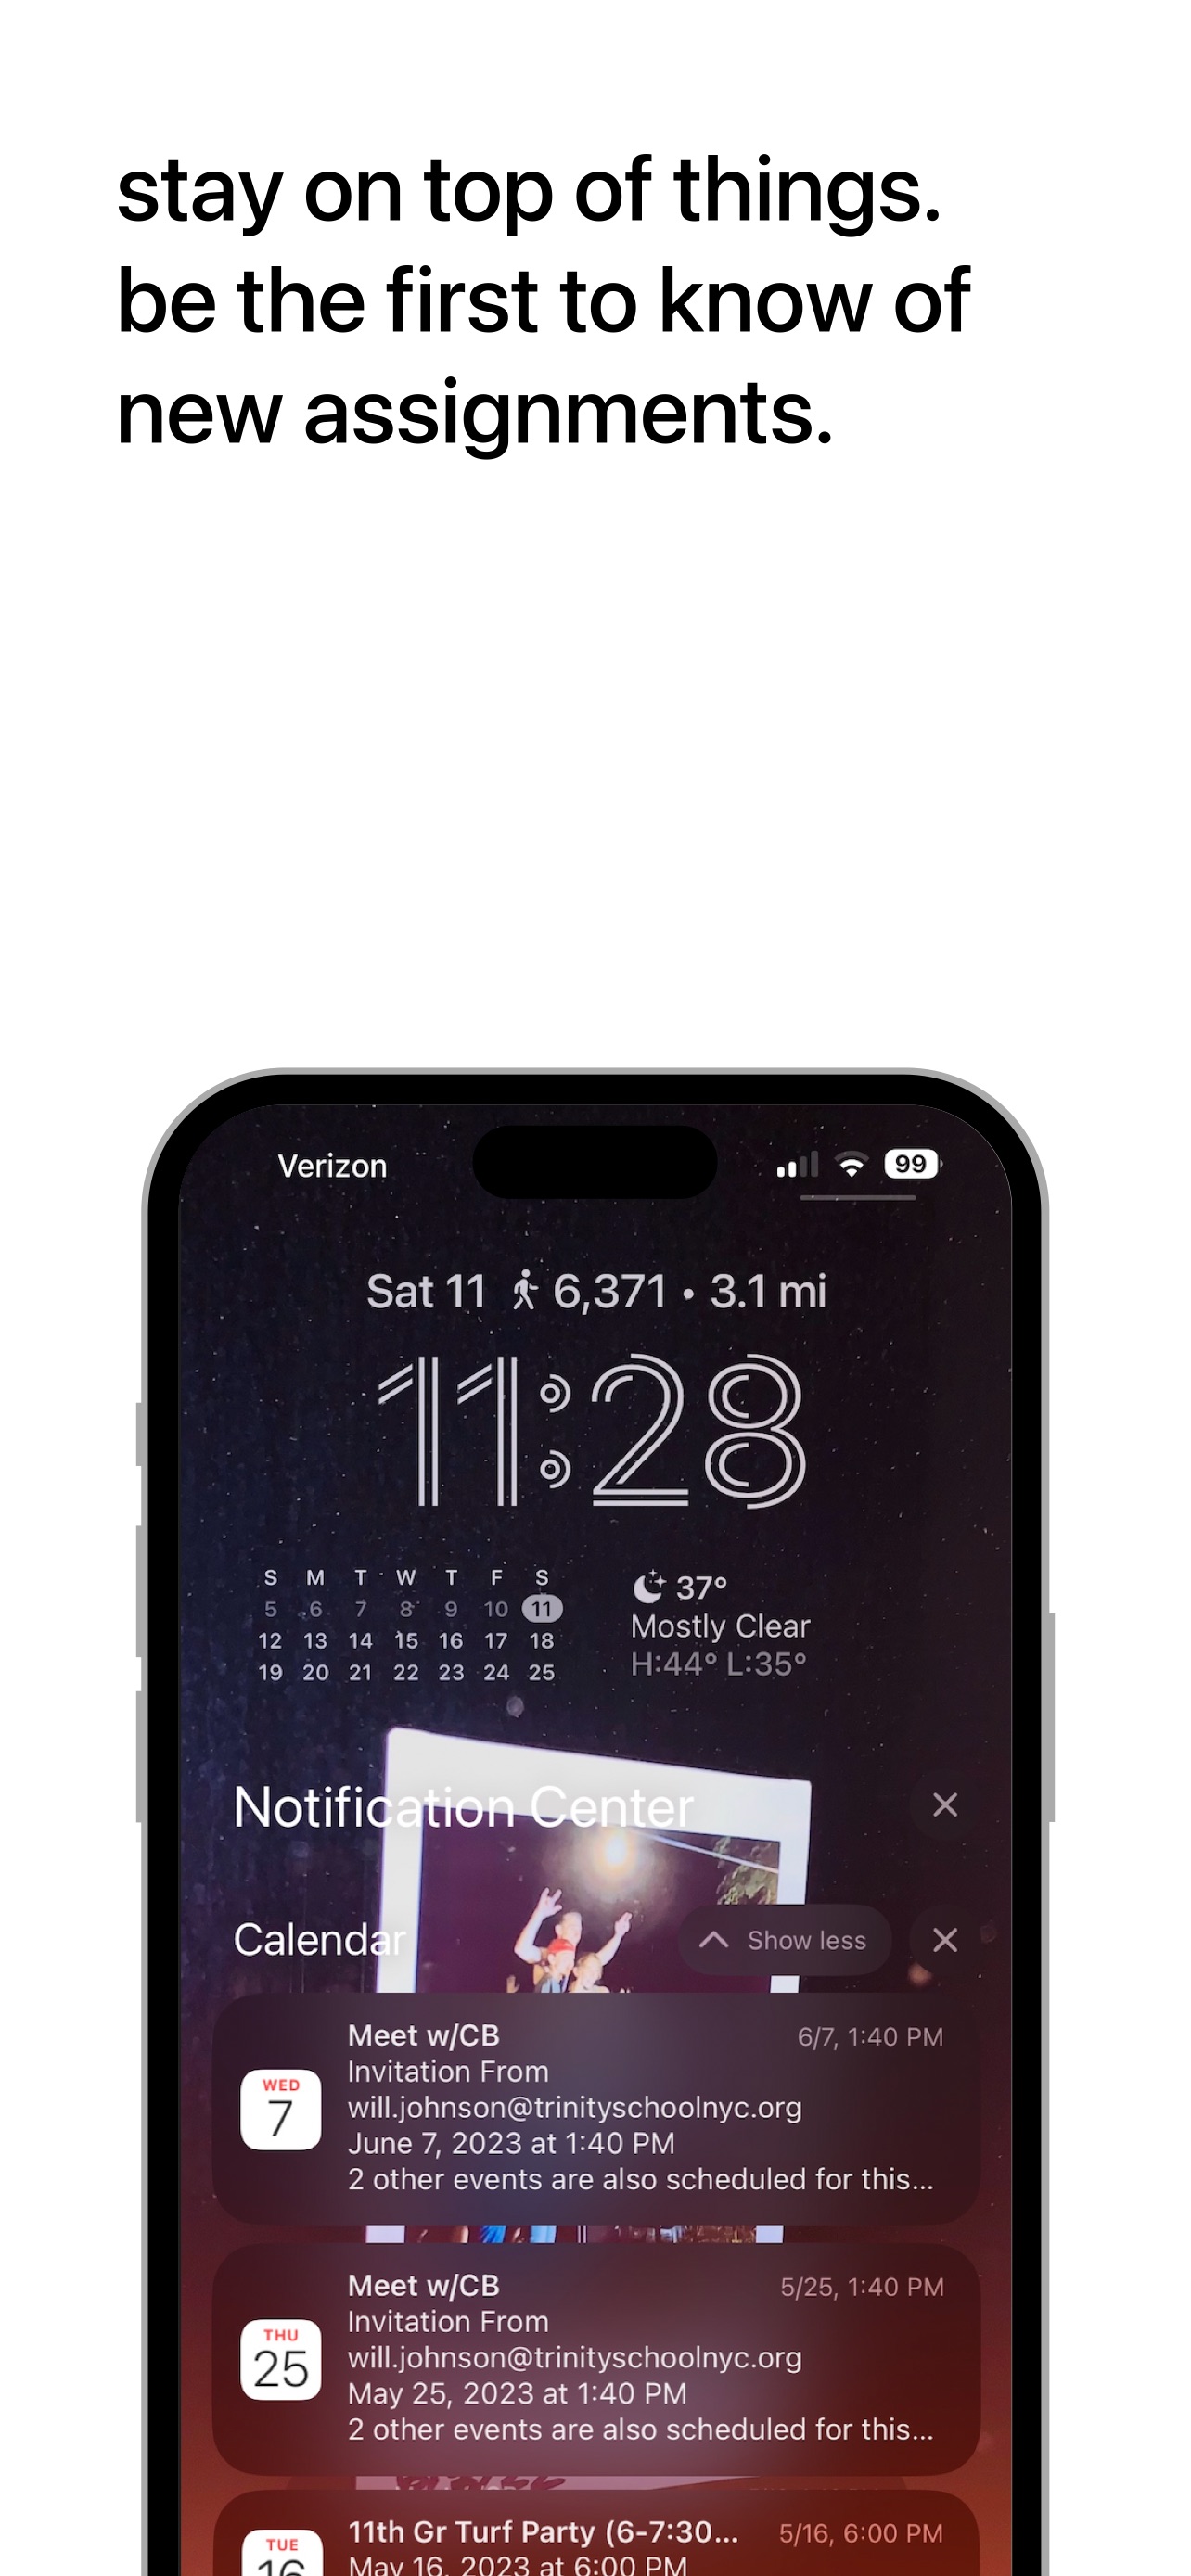 stay on top of things.
be the first to know of
new assignments.
Verizon 99
Sat 11 6,371 • 3.1 mi
11:28
S M T W T F S
5 6 7 8 9 10 11
12 13 14 15 16 17 18
19 20 21 22 23 24 25
37°
Mostly Clear
H:44° L:35°
Notification Center
Calendar Show less
WED
7
Meet w/CB 6/7, 1:40 PM
Invitation From
will.johnson@trinityschoolnyc.org
June 7, 2023 at 1:40 PM
2 other events are also scheduled for this...
THU
25
Meet w/CB 5/25, 1:40 PM
Invitation From
will.johnson@trinityschoolnyc.org
May 25, 2023 at 1:40 PM
2 other events are also scheduled for this...
TUE
16
11th Gr Turf Party (6-7:30... 5/16, 6:00 PM
May 16, 2023 at 6:00 PM